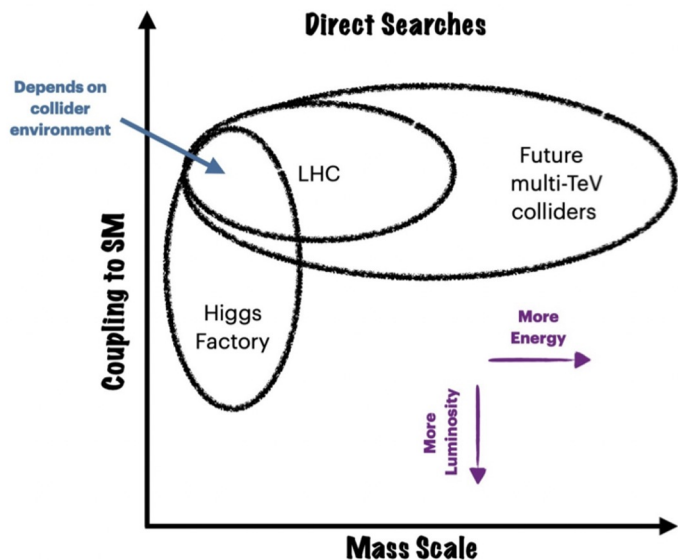 Direct Searches
Depends on
collider
environment
LHC
Future
multi-TeV
colliders
Coupling to SM
Higgs
Factory
More
Energy
More
Luminosity
Mass Scale